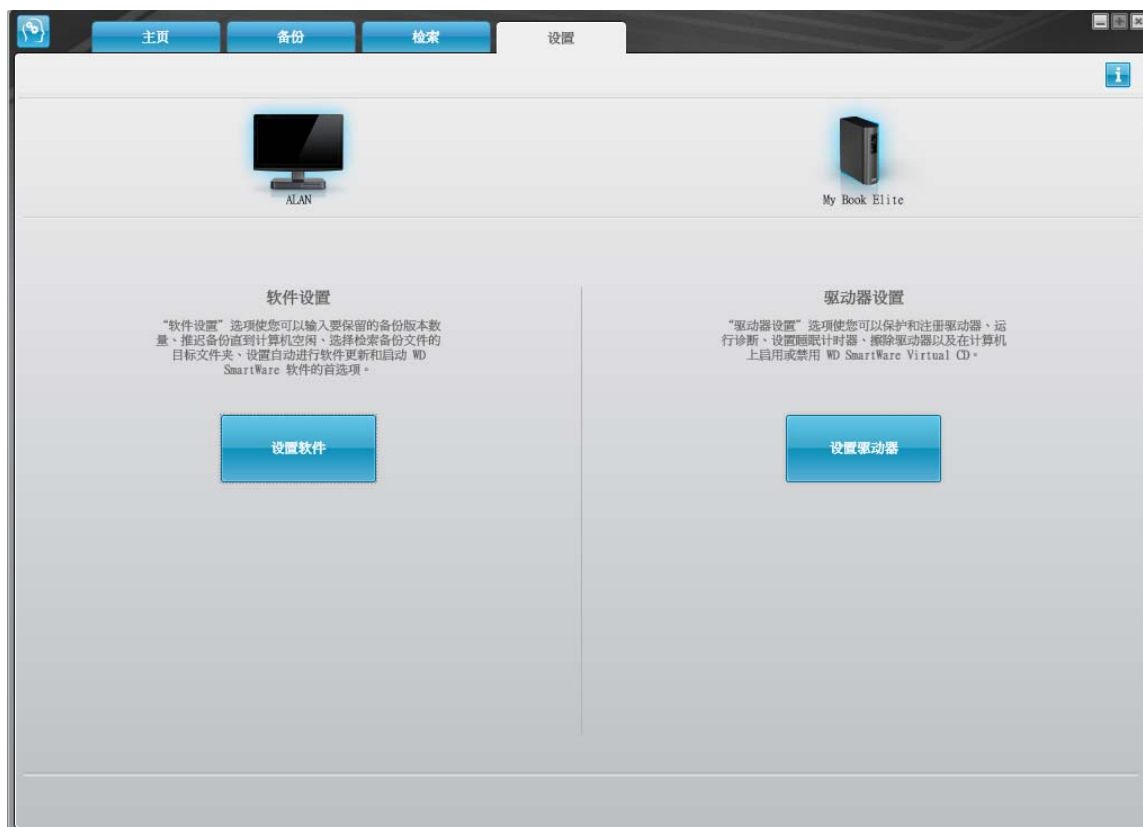 主页 备份 检索 设置
ALAN
My Book Elite
软件设置
“软件设置”选项使您可以输入要保留的备份版本数
量、推迟备份直到计算机空闲、选择检索备份文件的
目标文件夹、设置自动进行软件更新和启动 WD
SmartWare 软件的首选项。
设置软件
驱动器设置
“驱动器设置”选项使您可以保护和注册驱动器、运
行诊断、设置睡眠计时器、擦除驱动器以及在计算机
上启用或禁用 WD SmartWare Virtual CD。
设置驱动器